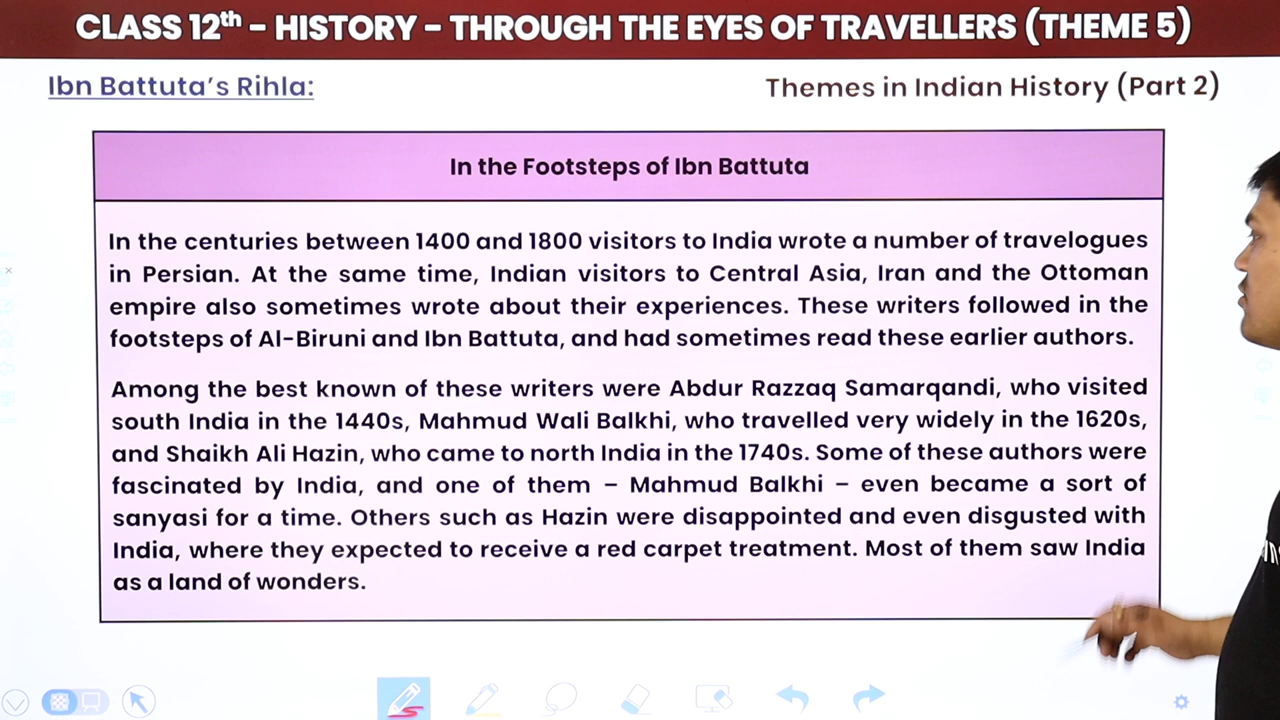 CLASS 12th – HISTORY – THROUGH THE EYES OF TRAVELLERS (THEME 5)
Ibn Battuta's Rihla:
Themes in Indian History (Part 2)
In the Footsteps of Ibn Battuta
In the centuries between 1400 and 1800 visitors to India wrote a number of travelogues
in Persian. At the same time, Indian visitors to Central Asia, Iran and the Ottoman
empire also sometimes wrote about their experiences. These writers followed in the
footsteps of Al-Biruni and Ibn Battuta, and had sometimes read these earlier authors.
Among the best known of these writers were Abdur Razzaq Samarqandi, who visited
south India in the 1440s, Mahmud Wali Balkhi, who travelled very widely in the 1620s,
and Shaikh Ali Hazin, who came to north India in the 1740s. Some of these authors were
fascinated by India, and one of them – Mahmud Balkhi – even became a sort of
sanyasi for a time. Others such as Hazin were disappointed and even disgusted with
India, where they expected to receive a red carpet treatment. Most of them saw India
as a land of wonders.